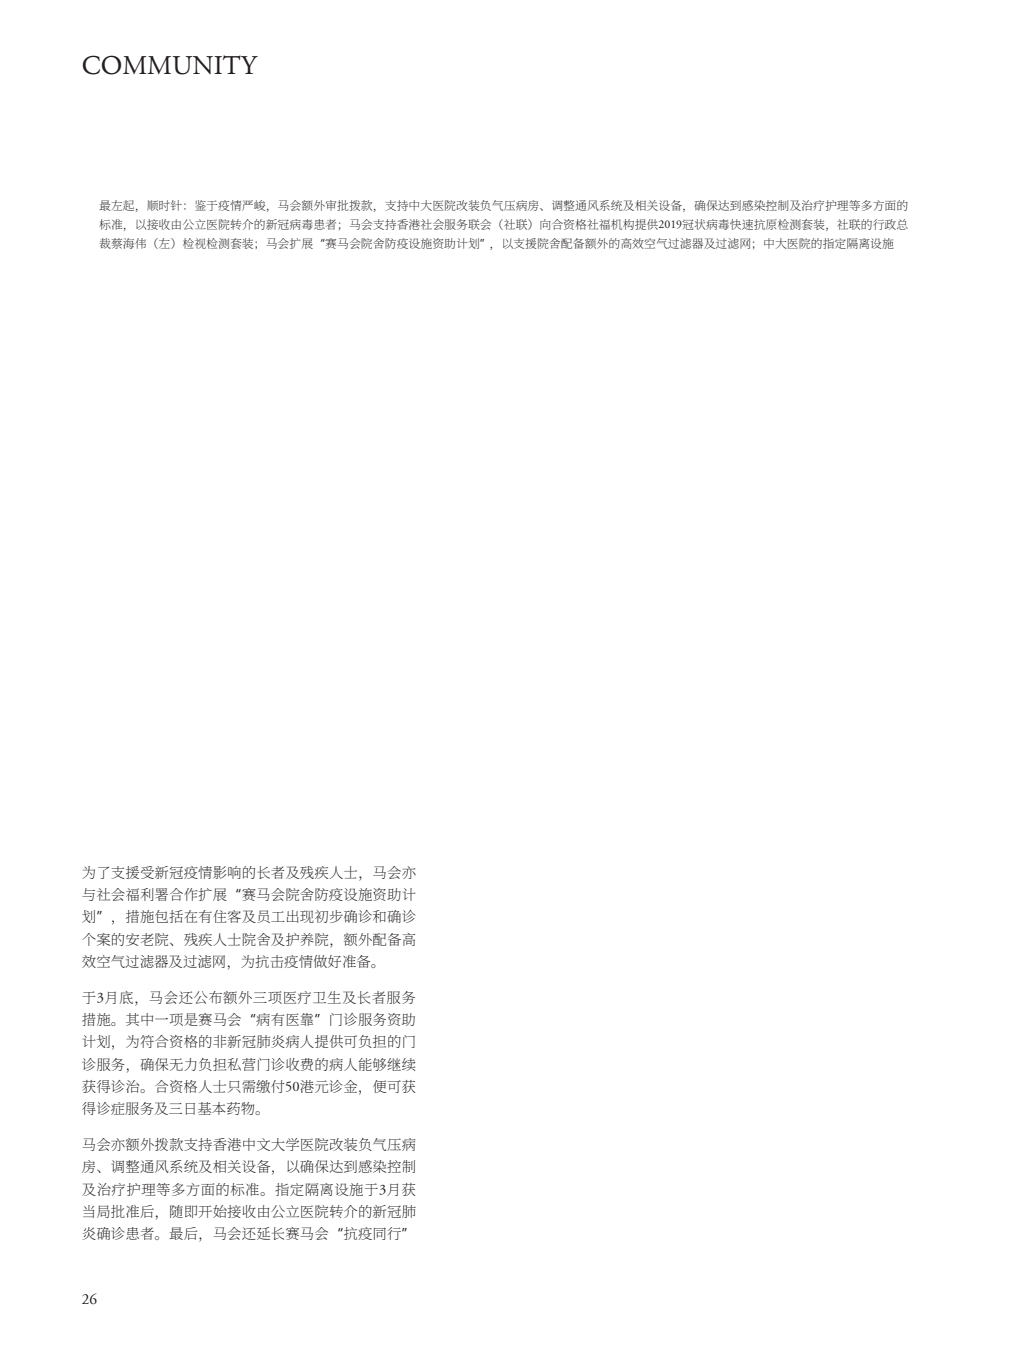 COMMUNITY
最左起，顺时针：鉴于疫情严峻，马会额外审批拨款，支持中大医院改装负气压病房、调整通风系统及相关设备，确保达到感染控制及治疗护理等多方面的
标准，以接收由公立医院转介的新冠病毒患者；马会支持香港社会服务联会（社联）向合资格社福机构提供2019冠状病毒快速抗原检测套装，社联的行政总
裁蔡海伟（左）检视检测套装；马会扩展“赛马会院舍防疫设施资助计划”，以支援院舍配备额外的高效空气过滤器及过滤网；中大医院的指定隔离设施
为了支援受新冠疫情影响的长者及残疾人士，马会亦
与社会福利署合作扩展“赛马会院舍防疫设施资助计
划”，措施包括在有住客及员工出现初步确诊和确诊
个案的安老院、残疾人士院舍及护养院，额外配备高
效空气过滤器及过滤网，为抗击疫情做好准备。
于3月底，马会还公布额外三项医疗卫生及长者服务
措施。其中一项是赛马会“病有医靠”门诊服务资助
计划，为符合资格的非新冠肺炎病人提供可负担的门
诊服务，确保无力负担私营门诊收费的病人能够继续
获得诊治。合资格人士只需缴付50港元诊金，便可获
得诊症服务及三日基本药物。
马会亦额外拨款支持香港中文大学医院改装负气压病
房、调整通风系统及相关设备，以确保达到感染控制
及治疗护理等多方面的标准。指定隔离设施于3月获
当局批准后，随即开始接收由公立医院转介的新冠肺
炎确诊患者。最后，马会还延长赛马会“抗疫同行”
26